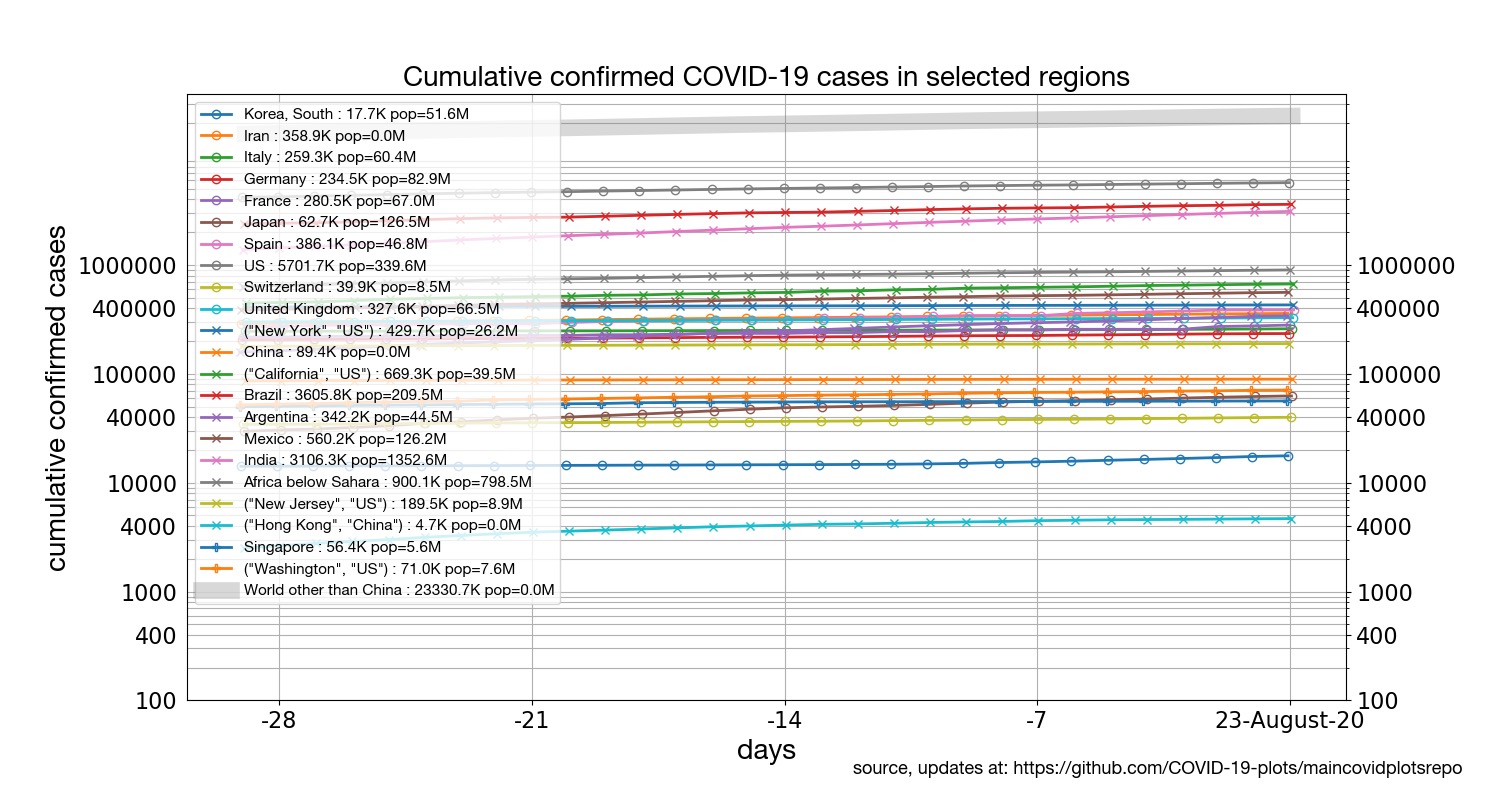 Cumulative confirmed COVID-19 cases in selected regions
Korea, South : 17.7K pop=51.6M
Iran : 358.9K pop=0.0M
Italy : 259.3K pop=60.4M
Germany : 234.5K pop=82.9M
France : 280.5K pop=67.0M
Japan : 62.7K pop=126.5M
Spain : 386.1K pop=46.8M
US : 5701.7K pop=339.6M
Switzerland : 39.9K pop=8.5M
United Kingdom : 327.6K pop=66.5M
("New York", "US") : 429.7K pop=26.2M
China : 89.4K pop=0.0M
("California", "US") : 669.3K pop=39.5M
Brazil : 3605.8K pop=209.5M
Argentina : 342.2K pop=44.5M
Mexico : 560.2K pop=126.2M
India : 3106.3K pop=1352.6M
Africa below Sahara : 900.1K pop=798.5M
("New Jersey", "US") : 189.5K pop=8.9M
("Hong Kong", "China") : 4.7K pop=0.0M
Singapore : 56.4K pop=5.6M
("Washington", "US") : 71.0K pop=7.6M
World other than China : 23330.7K pop=0.0M
cumulative confirmed cases
1000000
400000
100000
40000
10000
4000
1000
400
100
1000000
400000
100000
40000
10000
4000
1000
400
100
-28
-21
-14
-7
23-August-20
days
source, updates at: https://github.com/COVID-19-plots/maincovidplotsrepo